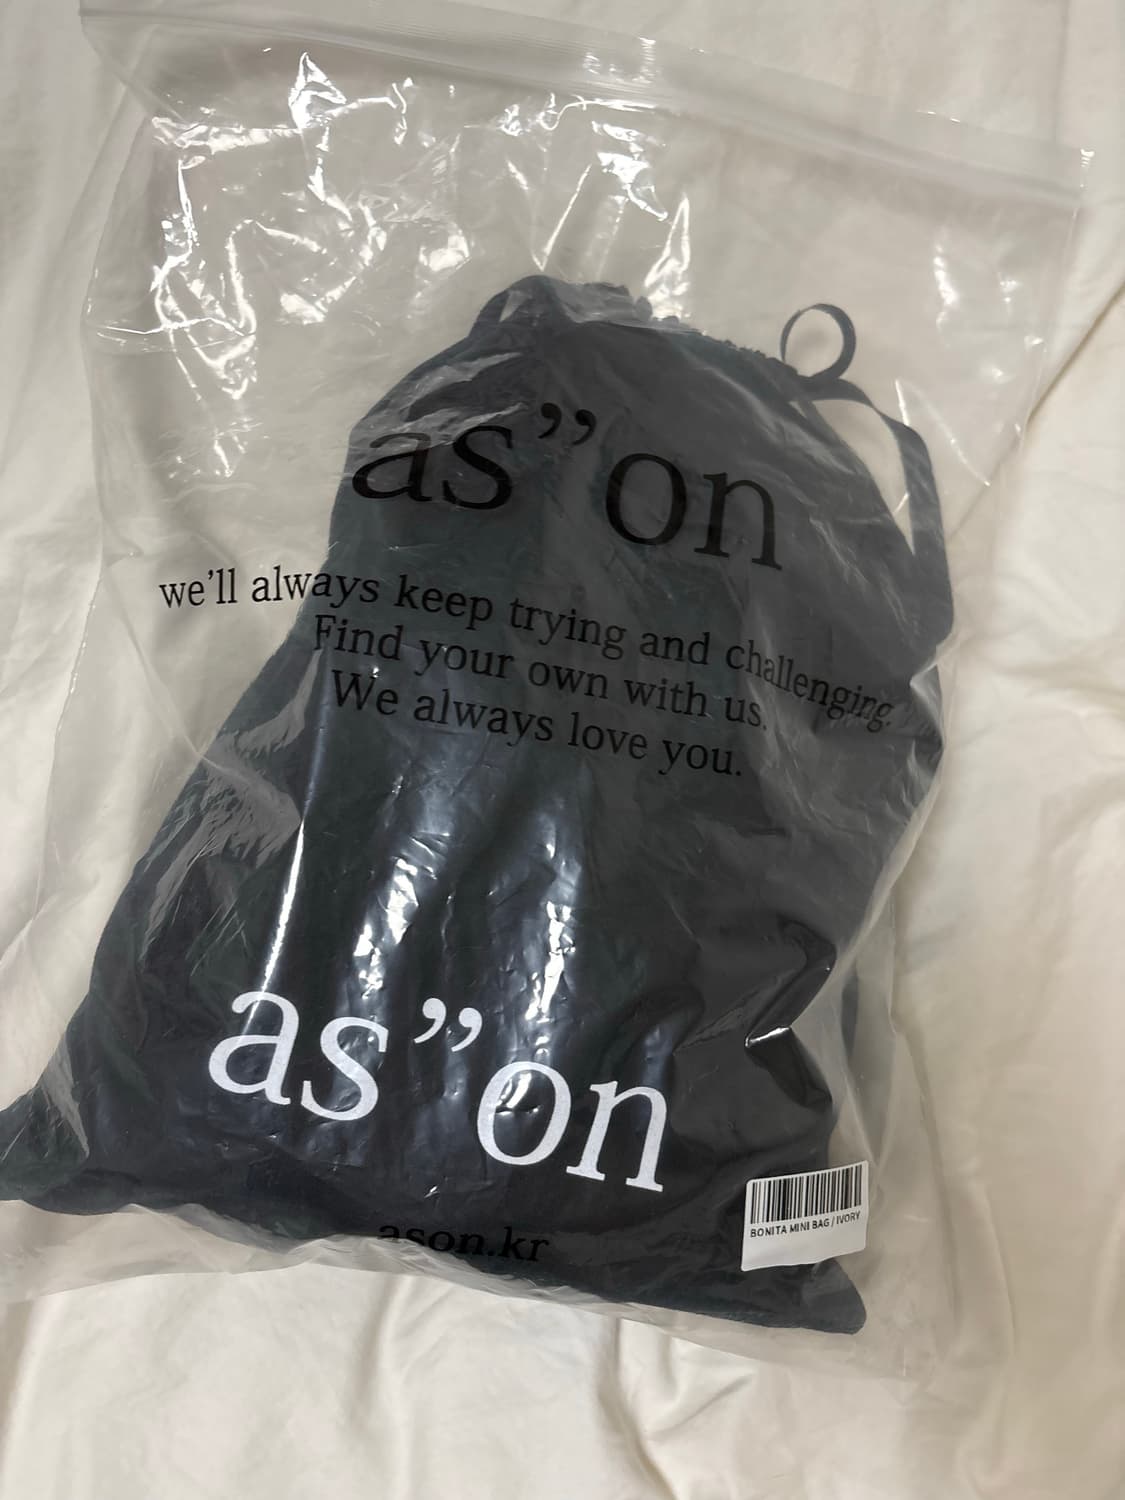 as”on
we’ll always keep trying and challenging.
Find your own with us.
We always love you.
as”on
BONITA MINI BAG / IVORY
ason.kr